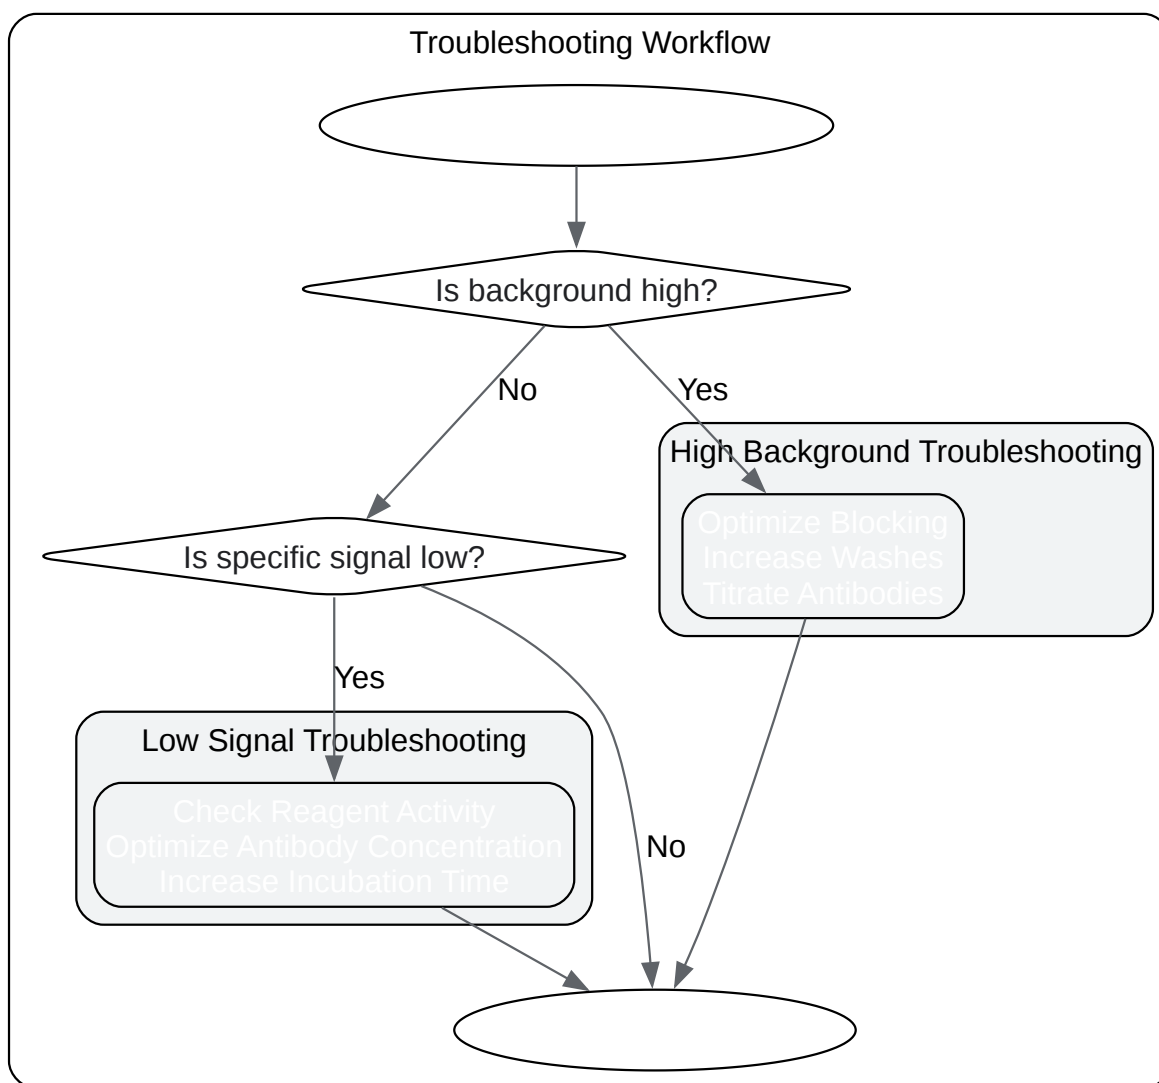 Troubleshooting Workflow
Is background high?
No
Yes
High Background Troubleshooting
Optimize Blocking
Increase Washes
Titrate Antibodies
Is specific signal low?
Yes
Low Signal Troubleshooting
Check Reagent Activity
Optimize Antibody Concentration
Increase Incubation Time
No